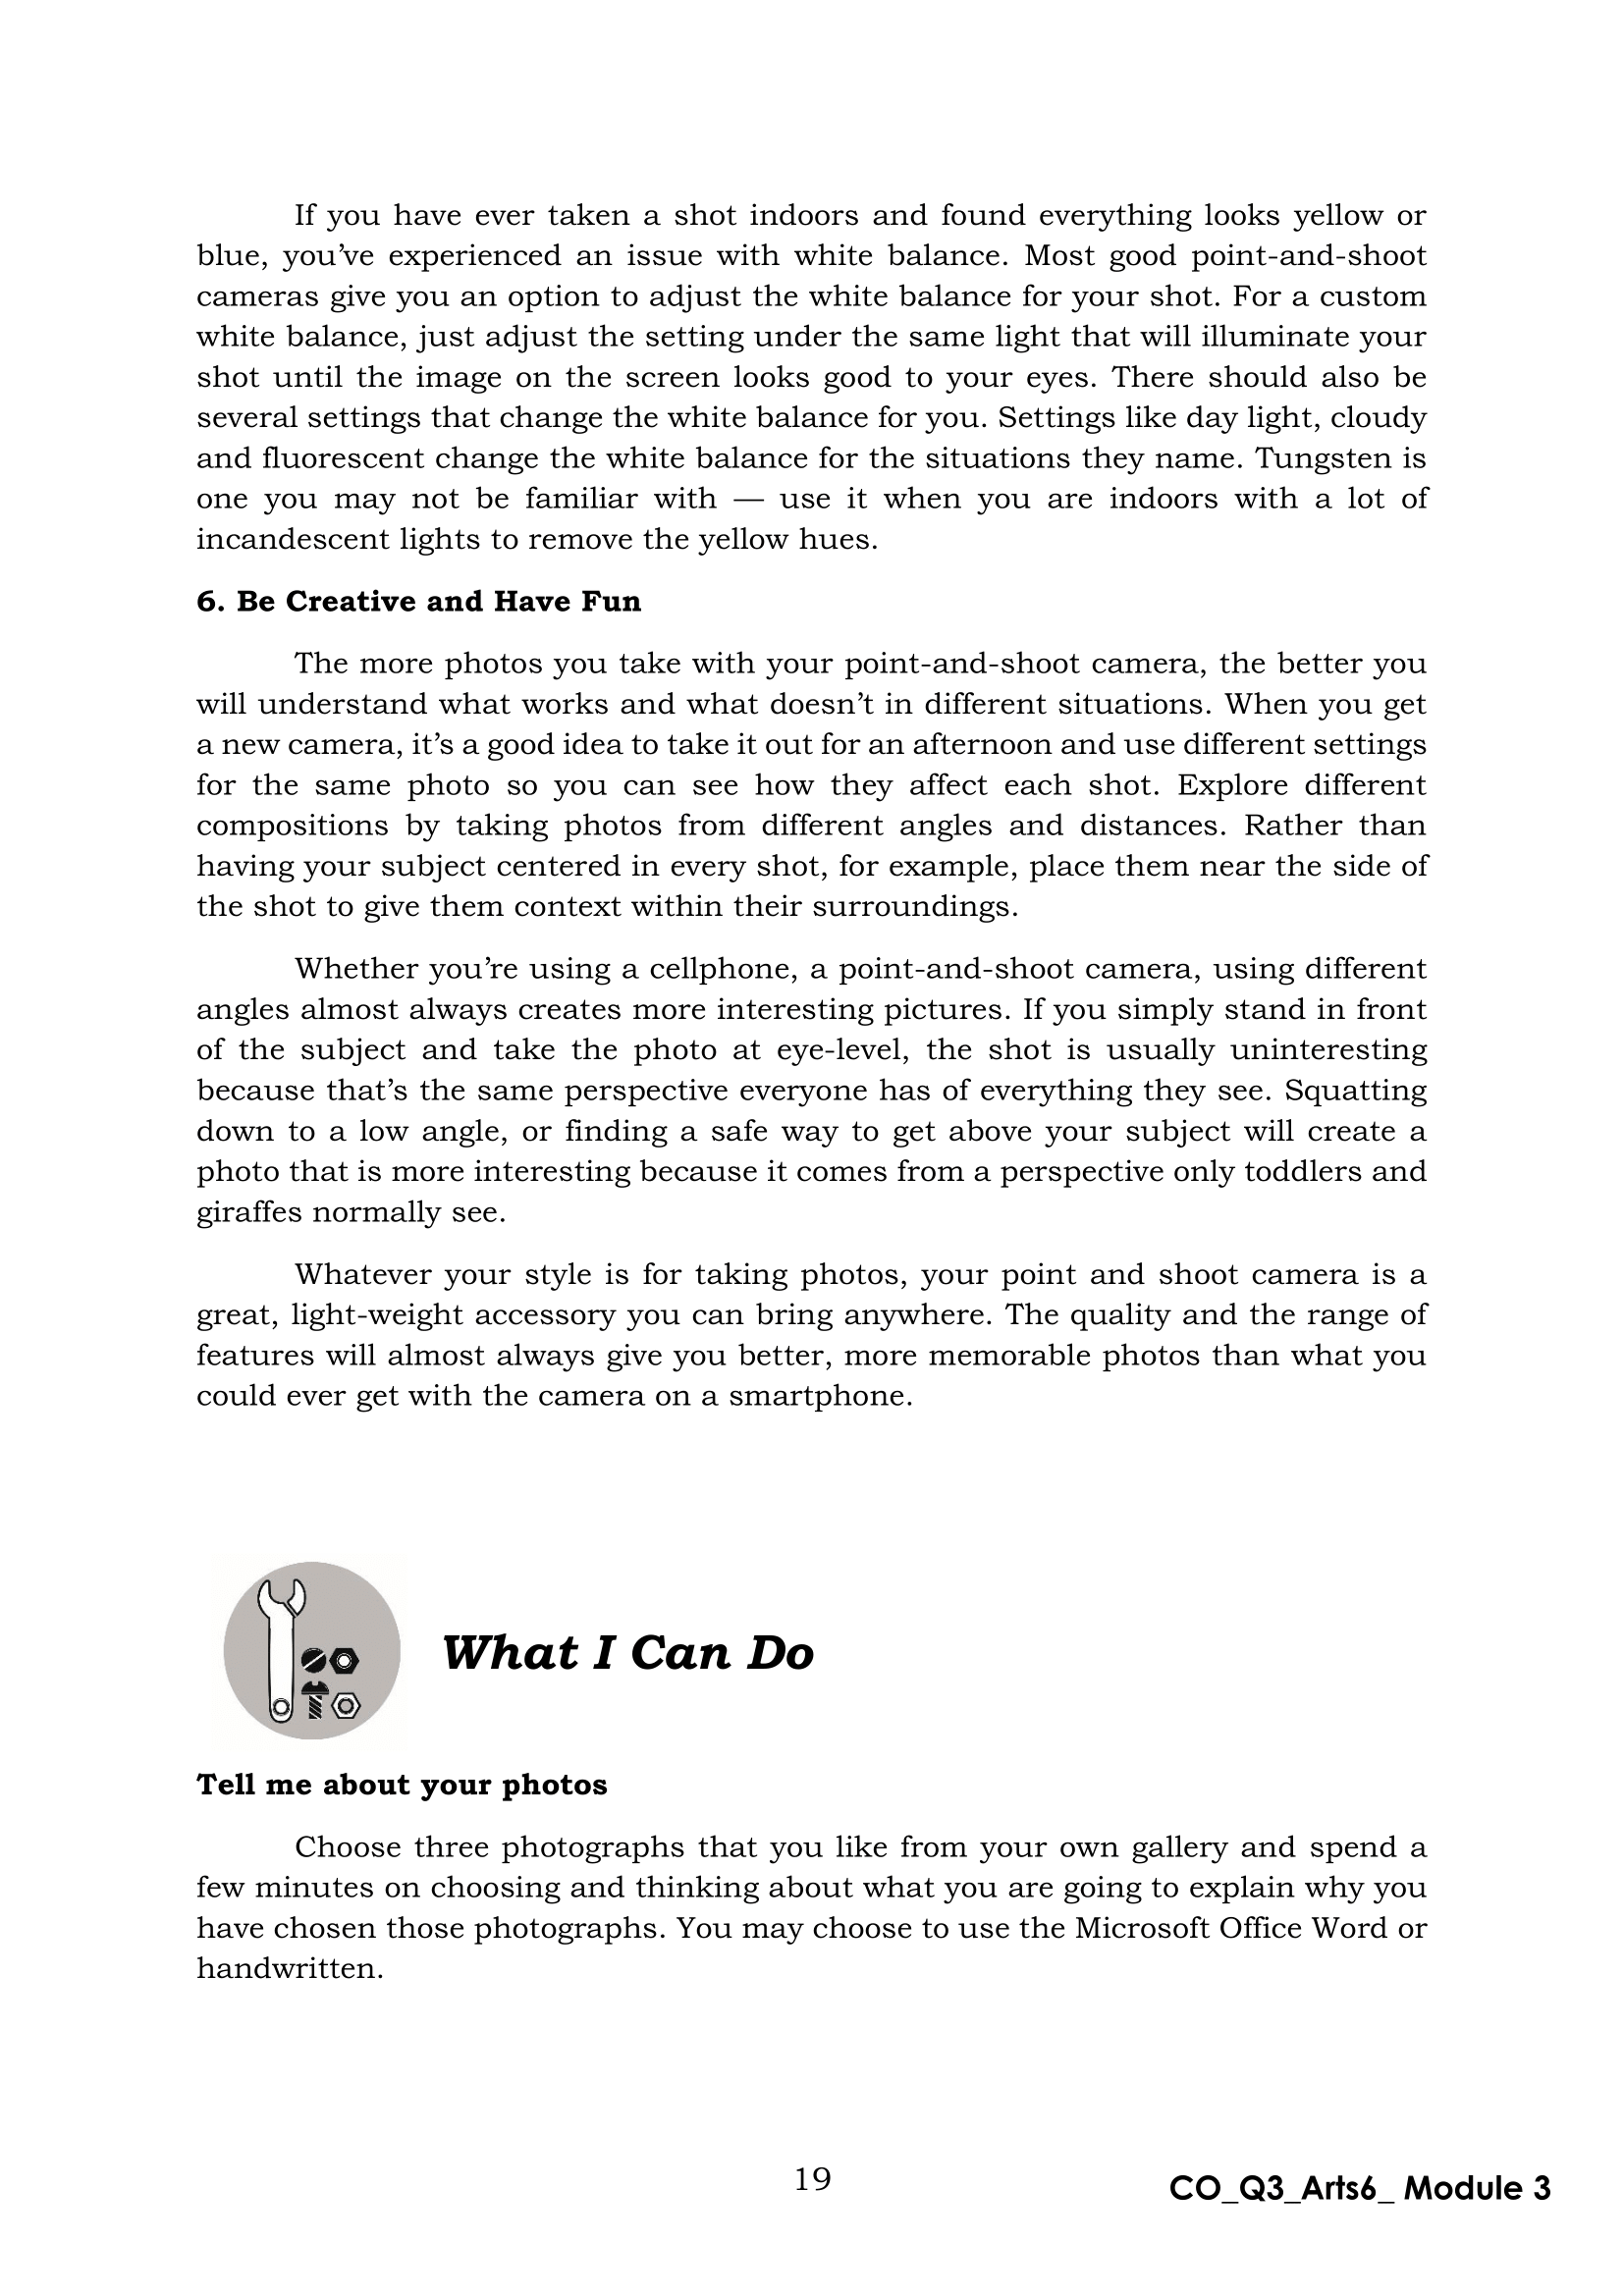 If you have ever taken a shot indoors and found everything looks yellow or
blue, you’ve experienced an issue with white balance. Most good point-and-shoot
cameras give you an option to adjust the white balance for your shot. For a custom
white balance, just adjust the setting under the same light that will illuminate your
shot until the image on the screen looks good to your eyes. There should also be
several settings that change the white balance for you. Settings like day light, cloudy
and fluorescent change the white balance for the situations they name. Tungsten is
one you may not be familiar with — use it when you are indoors with a lot of
incandescent lights to remove the yellow hues.
6. Be Creative and Have Fun
The more photos you take with your point-and-shoot camera, the better you
will understand what works and what doesn’t in different situations. When you get
a new camera, it’s a good idea to take it out for an afternoon and use different settings
for the same photo so you can see how they affect each shot. Explore different
compositions by taking photos from different angles and distances. Rather than
having your subject centered in every shot, for example, place them near the side of
the shot to give them context within their surroundings.
Whether you’re using a cellphone, a point-and-shoot camera, using different
angles almost always creates more interesting pictures. If you simply stand in front
of the subject and take the photo at eye-level, the shot is usually uninteresting
because that’s the same perspective everyone has of everything they see. Squatting
down to a low angle, or finding a safe way to get above your subject will create a
photo that is more interesting because it comes from a perspective only toddlers and
giraffes normally see.
Whatever your style is for taking photos, your point and shoot camera is a
great, light-weight accessory you can bring anywhere. The quality and the range of
features will almost always give you better, more memorable photos than what you
could ever get with the camera on a smartphone.
What I Can Do
Tell me about your photos
Choose three photographs that you like from your own gallery and spend a
few minutes on choosing and thinking about what you are going to explain why you
have chosen those photographs. You may choose to use the Microsoft Office Word or
handwritten.
19
CO_Q3_Arts6_ Module 3